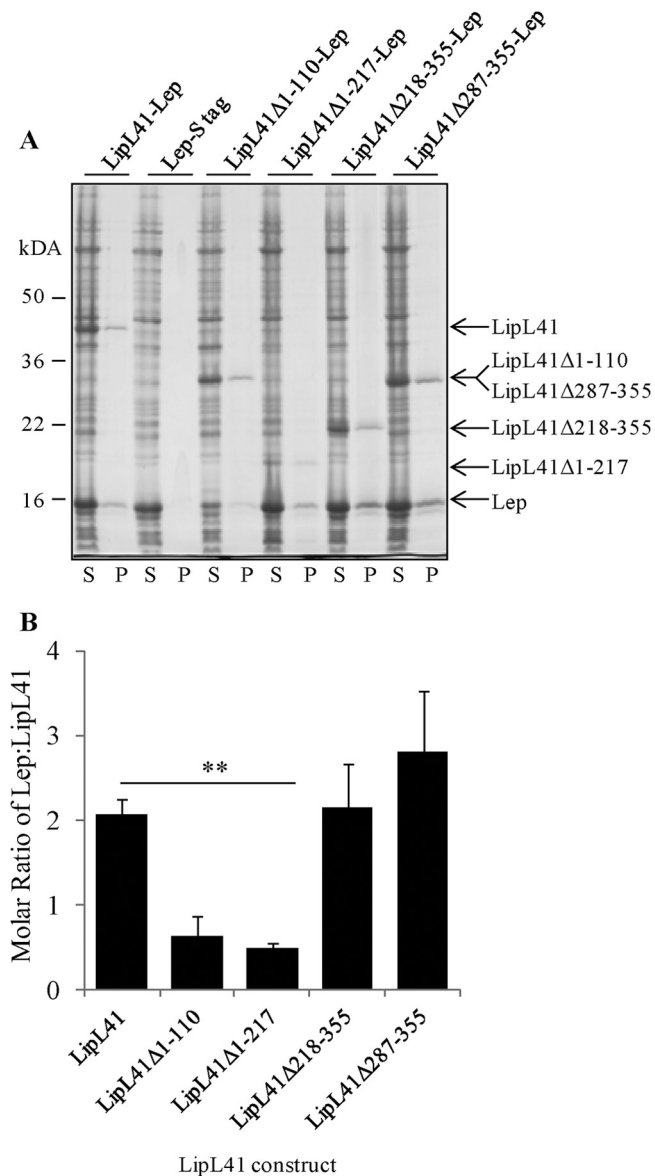 A
LipL41-Lep
Lep-S tag
LipL41Δ1-110-Lep
LipL41Δ1-217-Lep
LipL41Δ218-355-Lep
LipL41Δ287-355-Lep
kDA
50
36
22
16
LipL41
LipL41Δ1-110
LipL41Δ287-355
LipL41Δ218-355
LipL41Δ1-217
Lep
S P S P S P S P S P S P
B
Molar Ratio of Lep:LipL41
4
3
2
1
0
**
LipL41
LipL41Δ1-110
LipL41Δ1-217
LipL41Δ218-355
LipL41Δ287-355
LipL41 construct